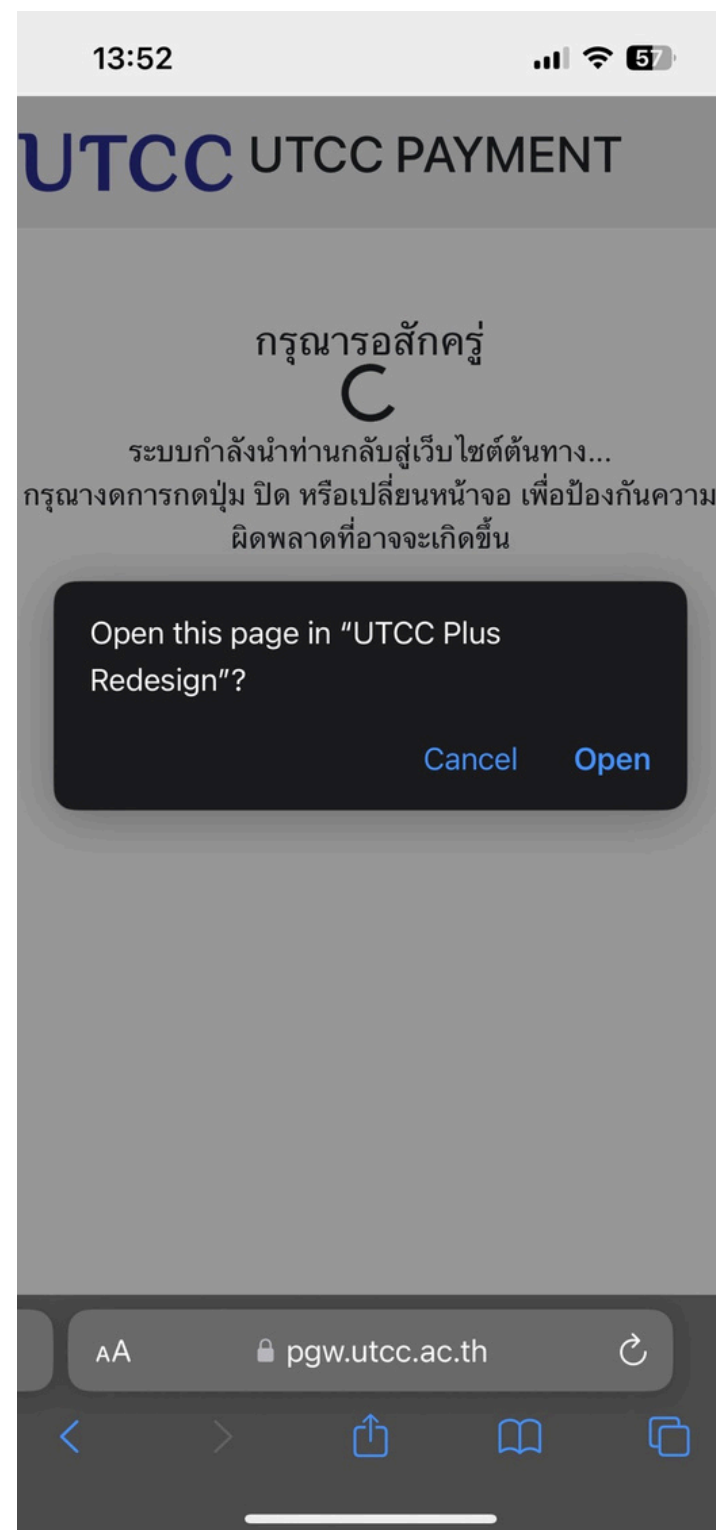 13:52
57
UTCC UTCC PAYMENT
กรุณารอสักครู่
ระบบกำลังนำท่านกลับสู่เว็บไซต์ต้นทาง...
กรุณางดการกดปุ่ม ปิด หรือเปลี่ยนหน้าจอ เพื่อป้องกันความ
ผิดพลาดที่อาจจะเกิดขึ้น
Open this page in “UTCC Plus
Redesign”?
Cancel Open
AA pgw.utcc.ac.th